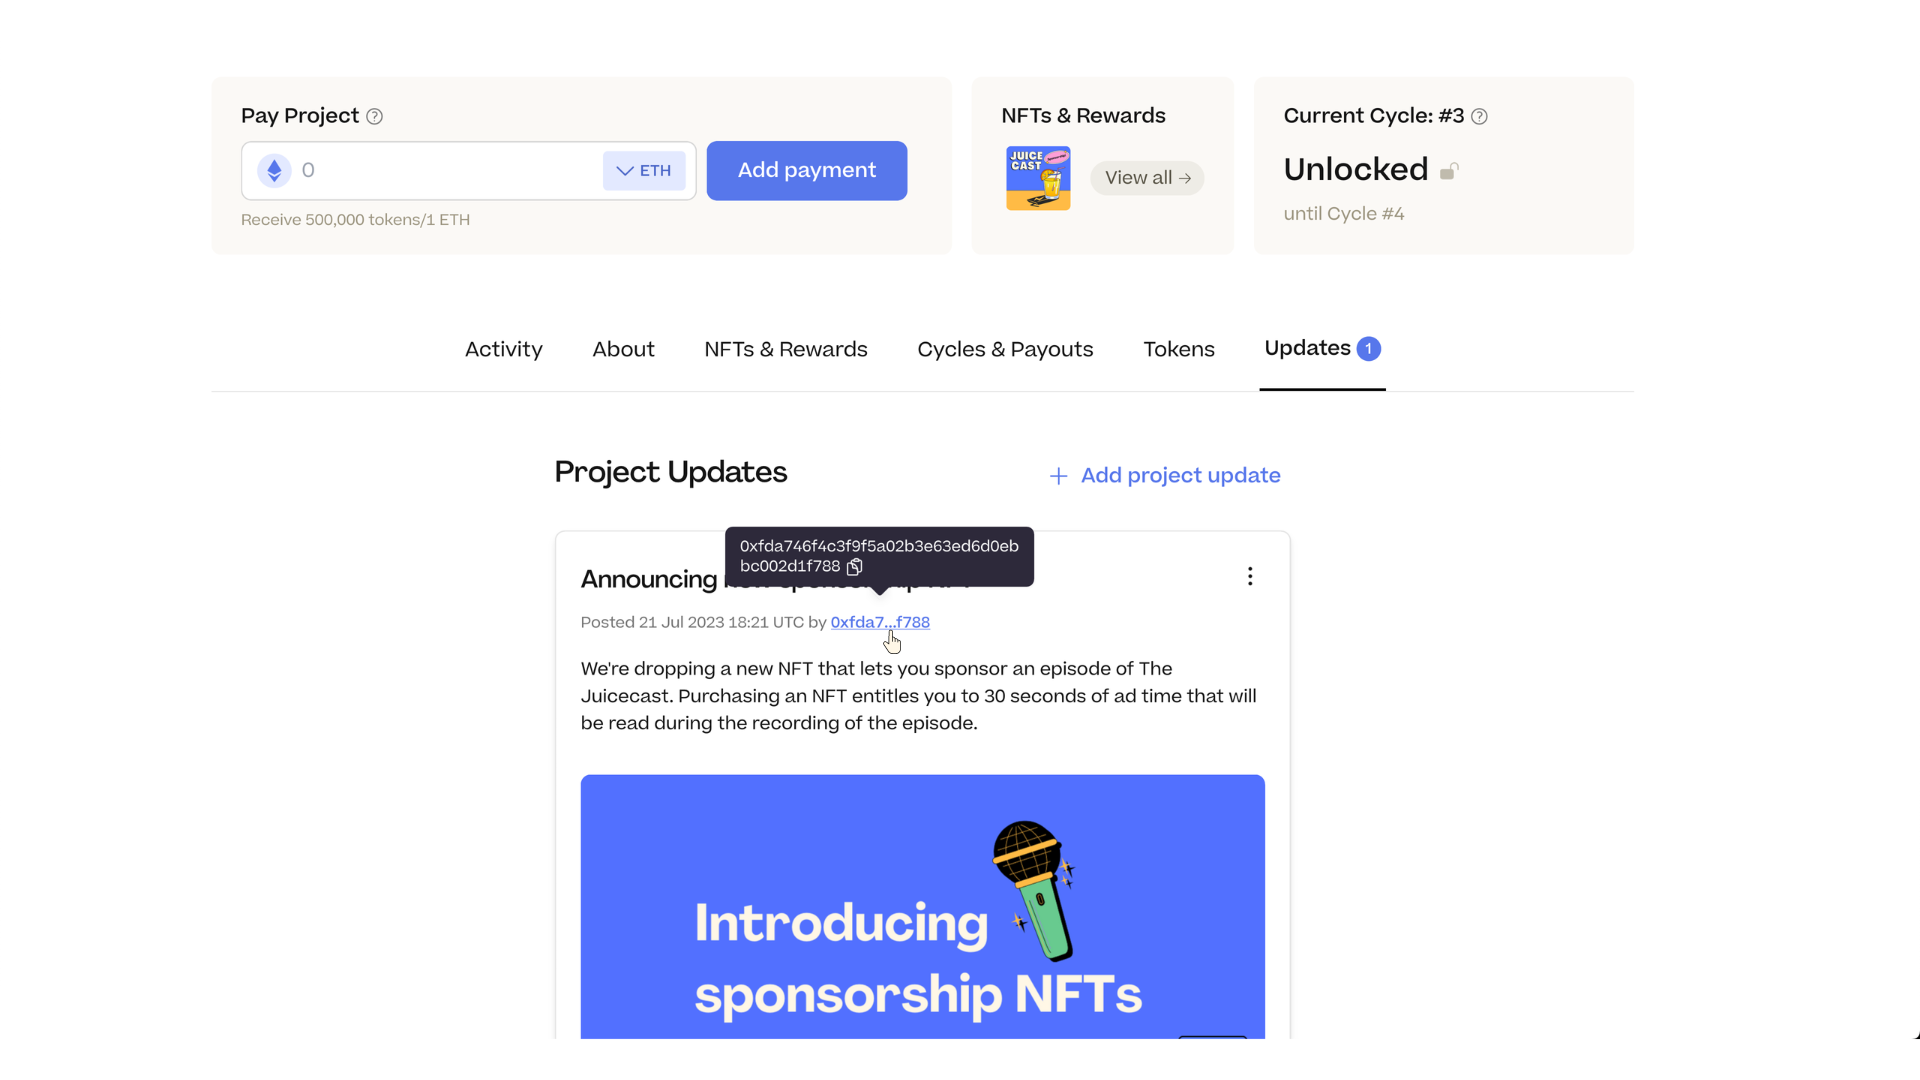 Pay Project
NFTs & Rewards
Current Cycle: #3
0
ETH
Add payment
JUICE
CAST
View all →
Unlocked
Receive 500,000 tokens/1 ETH
until Cycle #4
Activity
About
NFTs & Rewards
Cycles & Payouts
Tokens
Updates 1
Project Updates
+ Add project update
0xfda746f4c3f9f5a02b3e63ed6d0eb
bc002d1f788
Announcing
Posted 21 Jul 2023 18:21 UTC by 0xfda7...f788
We're dropping a new NFT that lets you sponsor an episode of The
Juicecast. Purchasing an NFT entitles you to 30 seconds of ad time that will
be read during the recording of the episode.
Introducing
sponsorship NFTs